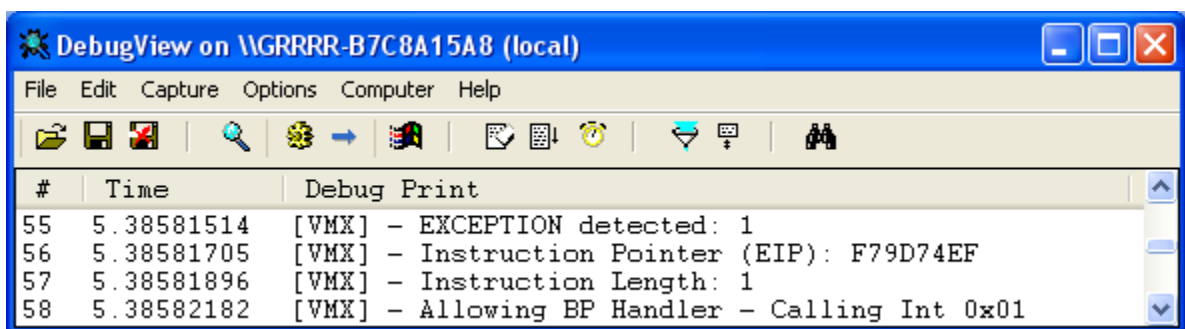 DebugView on \\GRRRR-B7C8A15A8 (local)
File Edit Capture Options Computer Help
# Time Debug Print
55 5.38581514 [VMX] - EXCEPTION detected: 1
56 5.38581705 [VMX] - Instruction Pointer (EIP): F79D74EF
57 5.38581896 [VMX] - Instruction Length: 1
58 5.38582182 [VMX] - Allowing BP Handler - Calling Int 0x01